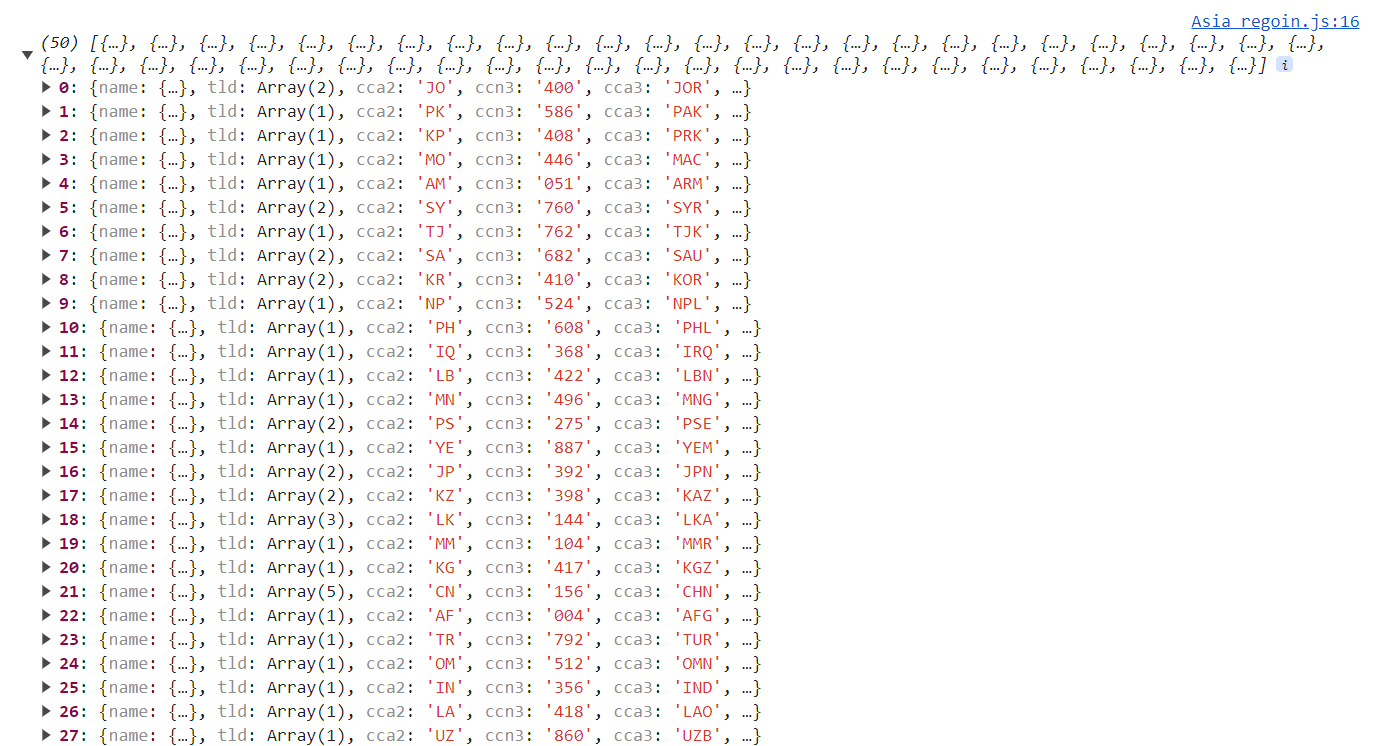 Asia regoin.js:16
(50) [{…}, {…}, {…}, {…}, {…}, {…}, {…}, {…}, {…}, {…}, {…}, {…}, {…}, {…}, {…}, {…}, {…}, {…}, {…}, {…}, {…}, {…}, {…}, {…}, {…},
{…}, {…}, {…}, {…}, {…}, {…}, {…}, {…}, {…}, {…}, {…}, {…}, {…}, {…}, {…}, {…}, {…}, {…}, {…}, {…}, {…}, {…}, {…}, {…}, {…}] i
0: {name: {…}, tld: Array(2), cca2: 'JO', ccn3: '400', cca3: 'JOR', …}
1: {name: {…}, tld: Array(1), cca2: 'PK', ccn3: '586', cca3: 'PAK', …}
2: {name: {…}, tld: Array(1), cca2: 'KP', ccn3: '408', cca3: 'PRK', …}
3: {name: {…}, tld: Array(1), cca2: 'MO', ccn3: '446', cca3: 'MAC', …}
4: {name: {…}, tld: Array(1), cca2: 'AM', ccn3: '051', cca3: 'ARM', …}
5: {name: {…}, tld: Array(2), cca2: 'SY', ccn3: '760', cca3: 'SYR', …}
6: {name: {…}, tld: Array(1), cca2: 'TJ', ccn3: '762', cca3: 'TJK', …}
7: {name: {…}, tld: Array(2), cca2: 'SA', ccn3: '682', cca3: 'SAU', …}
8: {name: {…}, tld: Array(2), cca2: 'KR', ccn3: '410', cca3: 'KOR', …}
9: {name: {…}, tld: Array(1), cca2: 'NP', ccn3: '524', cca3: 'NPL', …}
10: {name: {…}, tld: Array(1), cca2: 'PH', ccn3: '608', cca3: 'PHL', …}
11: {name: {…}, tld: Array(1), cca2: 'IQ', ccn3: '368', cca3: 'IRQ', …}
12: {name: {…}, tld: Array(1), cca2: 'LB', ccn3: '422', cca3: 'LBN', …}
13: {name: {…}, tld: Array(1), cca2: 'MN', ccn3: '496', cca3: 'MNG', …}
14: {name: {…}, tld: Array(2), cca2: 'PS', ccn3: '275', cca3: 'PSE', …}
15: {name: {…}, tld: Array(1), cca2: 'YE', ccn3: '887', cca3: 'YEM', …}
16: {name: {…}, tld: Array(2), cca2: 'JP', ccn3: '392', cca3: 'JPN', …}
17: {name: {…}, tld: Array(2), cca2: 'KZ', ccn3: '398', cca3: 'KAZ', …}
18: {name: {…}, tld: Array(3), cca2: 'LK', ccn3: '144', cca3: 'LKA', …}
19: {name: {…}, tld: Array(1), cca2: 'MM', ccn3: '104', cca3: 'MMR', …}
20: {name: {…}, tld: Array(1), cca2: 'KG', ccn3: '417', cca3: 'KGZ', …}
21: {name: {…}, tld: Array(5), cca2: 'CN', ccn3: '156', cca3: 'CHN', …}
22: {name: {…}, tld: Array(1), cca2: 'AF', ccn3: '004', cca3: 'AFG', …}
23: {name: {…}, tld: Array(1), cca2: 'TR', ccn3: '792', cca3: 'TUR', …}
24: {name: {…}, tld: Array(1), cca2: 'OM', ccn3: '512', cca3: 'OMN', …}
25: {name: {…}, tld: Array(1), cca2: 'IN', ccn3: '356', cca3: 'IND', …}
26: {name: {…}, tld: Array(1), cca2: 'LA', ccn3: '418', cca3: 'LAO', …}
27: {name: {…}, tld: Array(1), cca2: 'UZ', ccn3: '860', cca3: 'UZB', …}